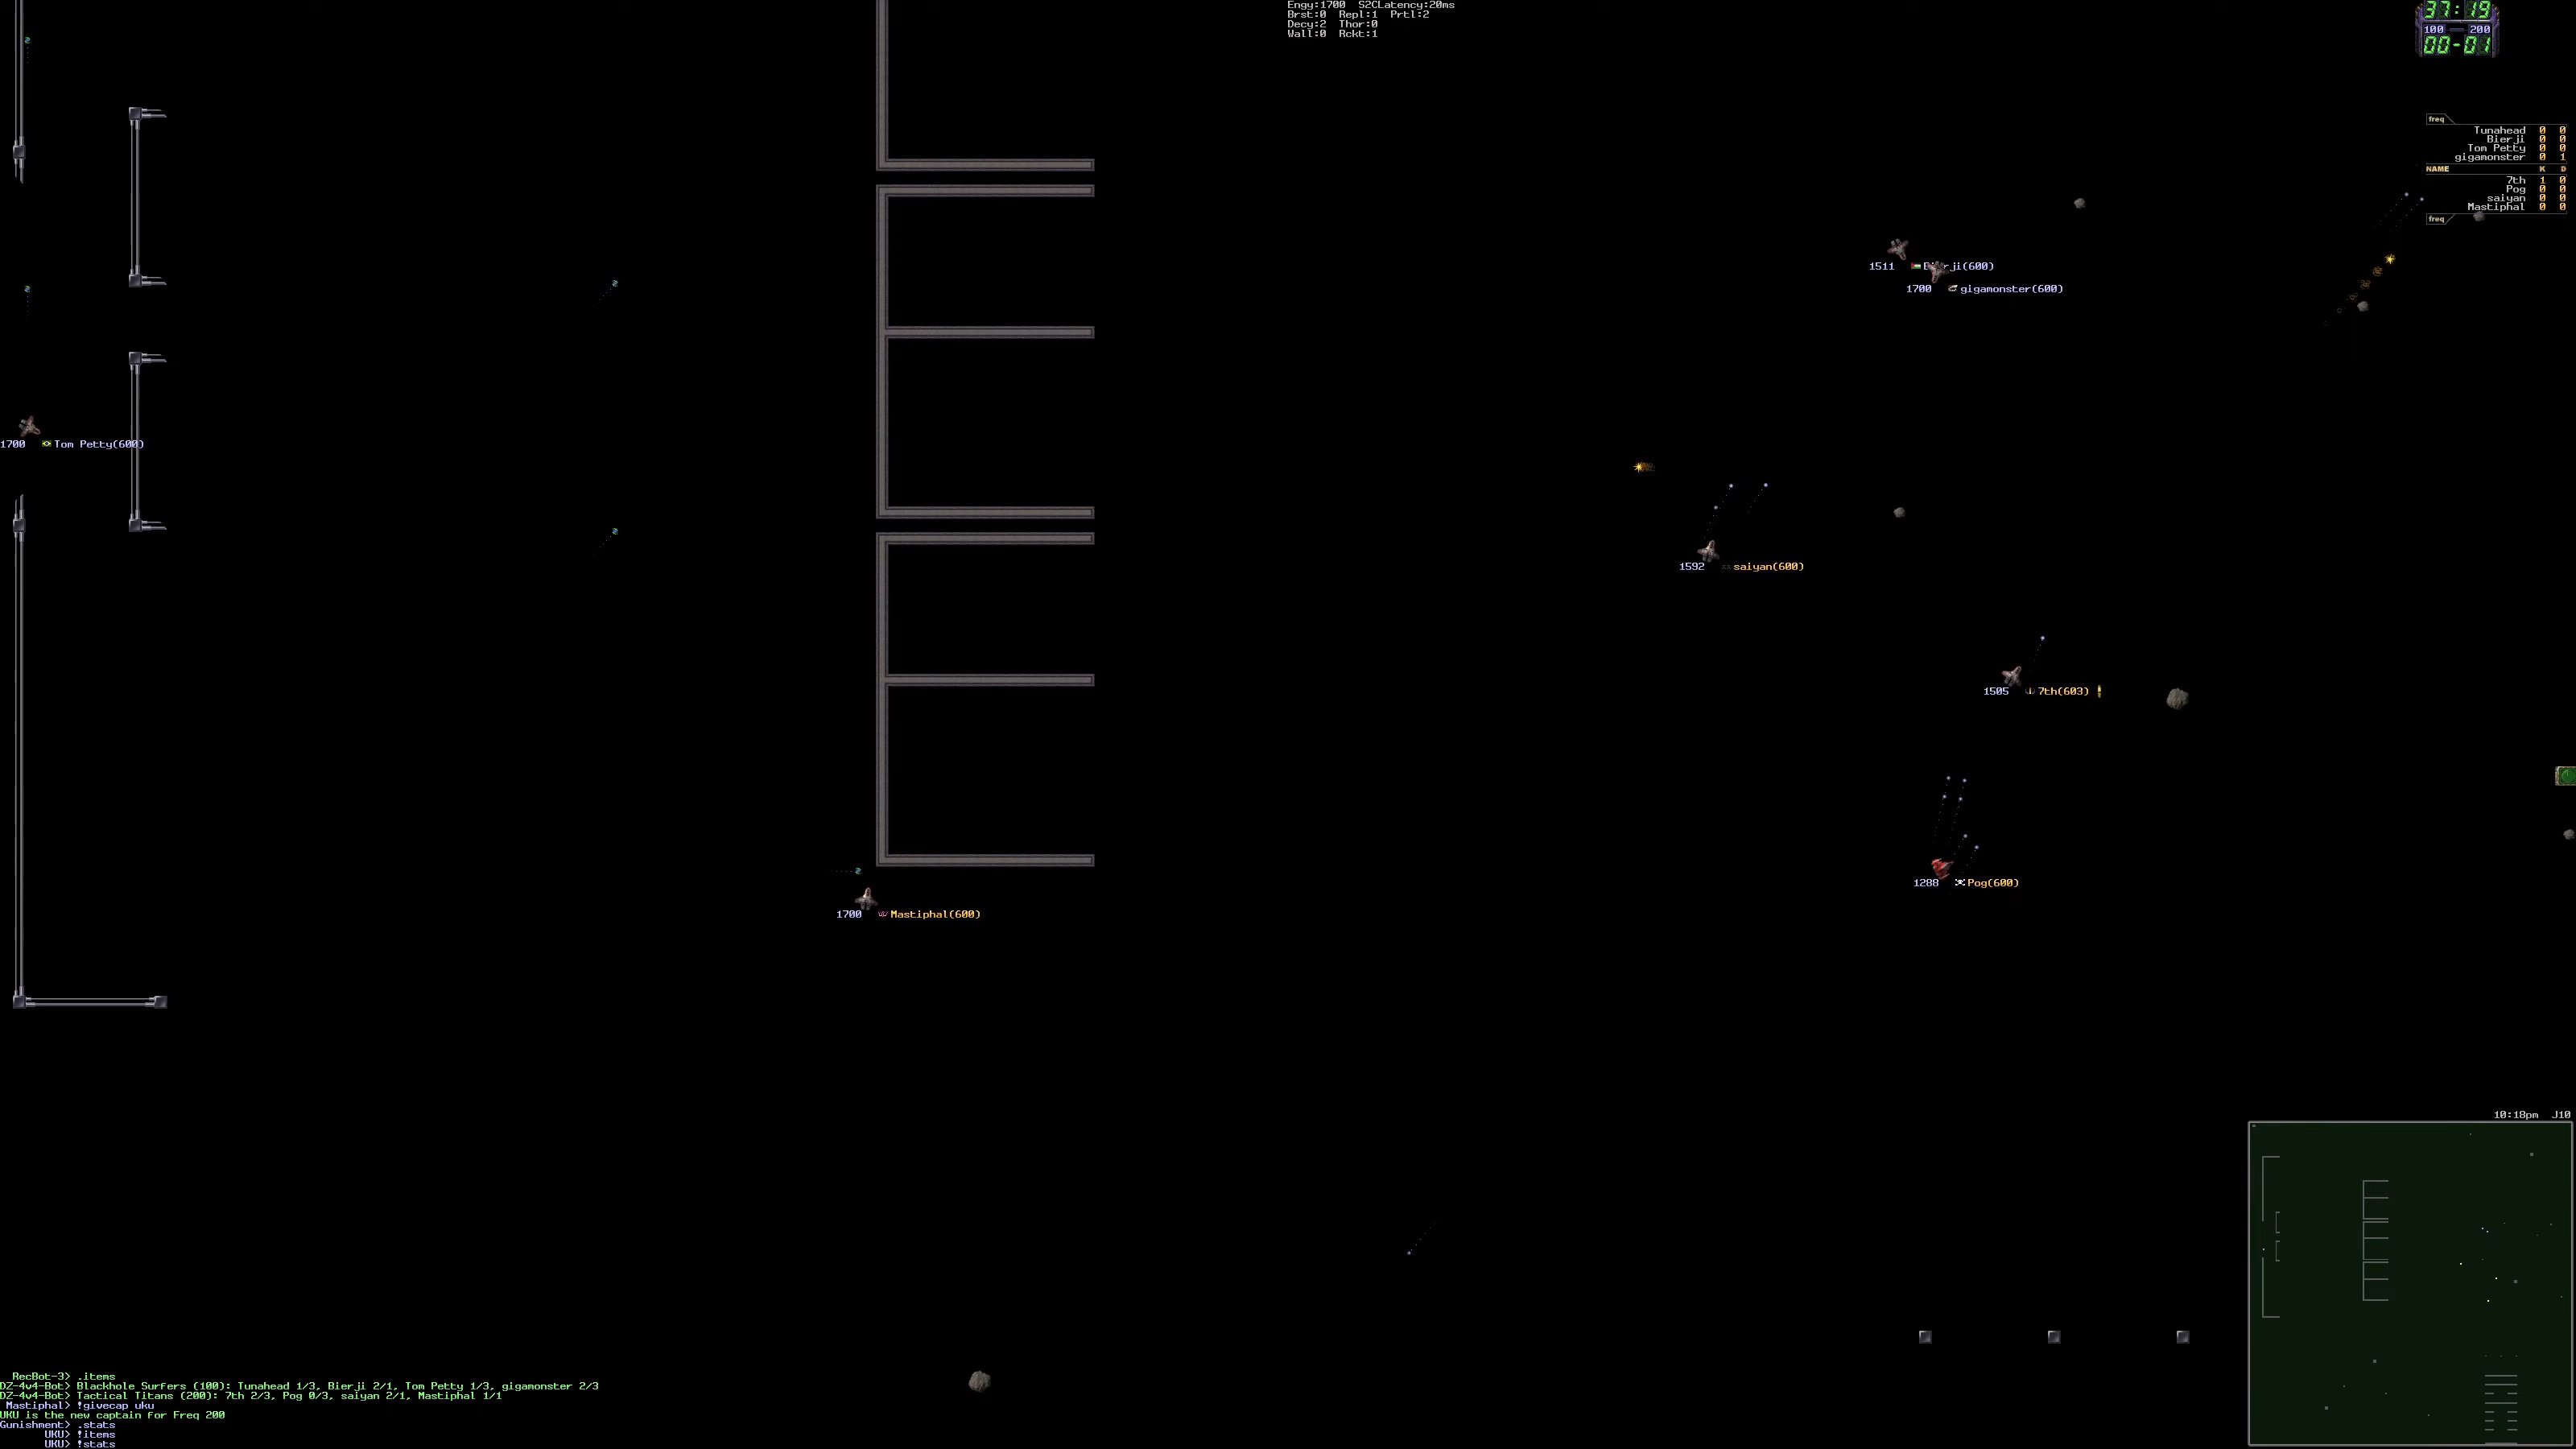 Engy:1700  S2CLatency:20ms
Brst:0  Repl:1  Prtl:2
Decy:2  Thor:0
Wall:0  Rckt:1
37:19
100  200
00-01
freq
Tunahead 0 0
Bierji 0 0
Tom Petty 0 0
gigamonster 0 1
NAME K D
7th 1 0
Pog 0 0
saiyan 0 0
Mastiphal 0 0
freq
1511 Bierji(600)
1700 gigamonster(600)
1700 Tom Petty(600)
1592 saiyan(600)
1505 7th(603)
1288 Pog(600)
1700 Mastiphal(600)
10:18pm  J10
RecBot-3> .items
DZ-4v4-Bot> Blackhole Surfers (100): Tunahead 1/3, Bierji 2/1, Tom Petty 1/3, gigamonster 2/3
DZ-4v4-Bot> Tactical Titans (200): 7th 2/3, Pog 0/3, saiyan 2/1, Mastiphal 1/1
Mastiphal> !givecap uku
UKU is the new captain for Freq 200
Gunishment> .stats
UKU> !items
UKU> !stats